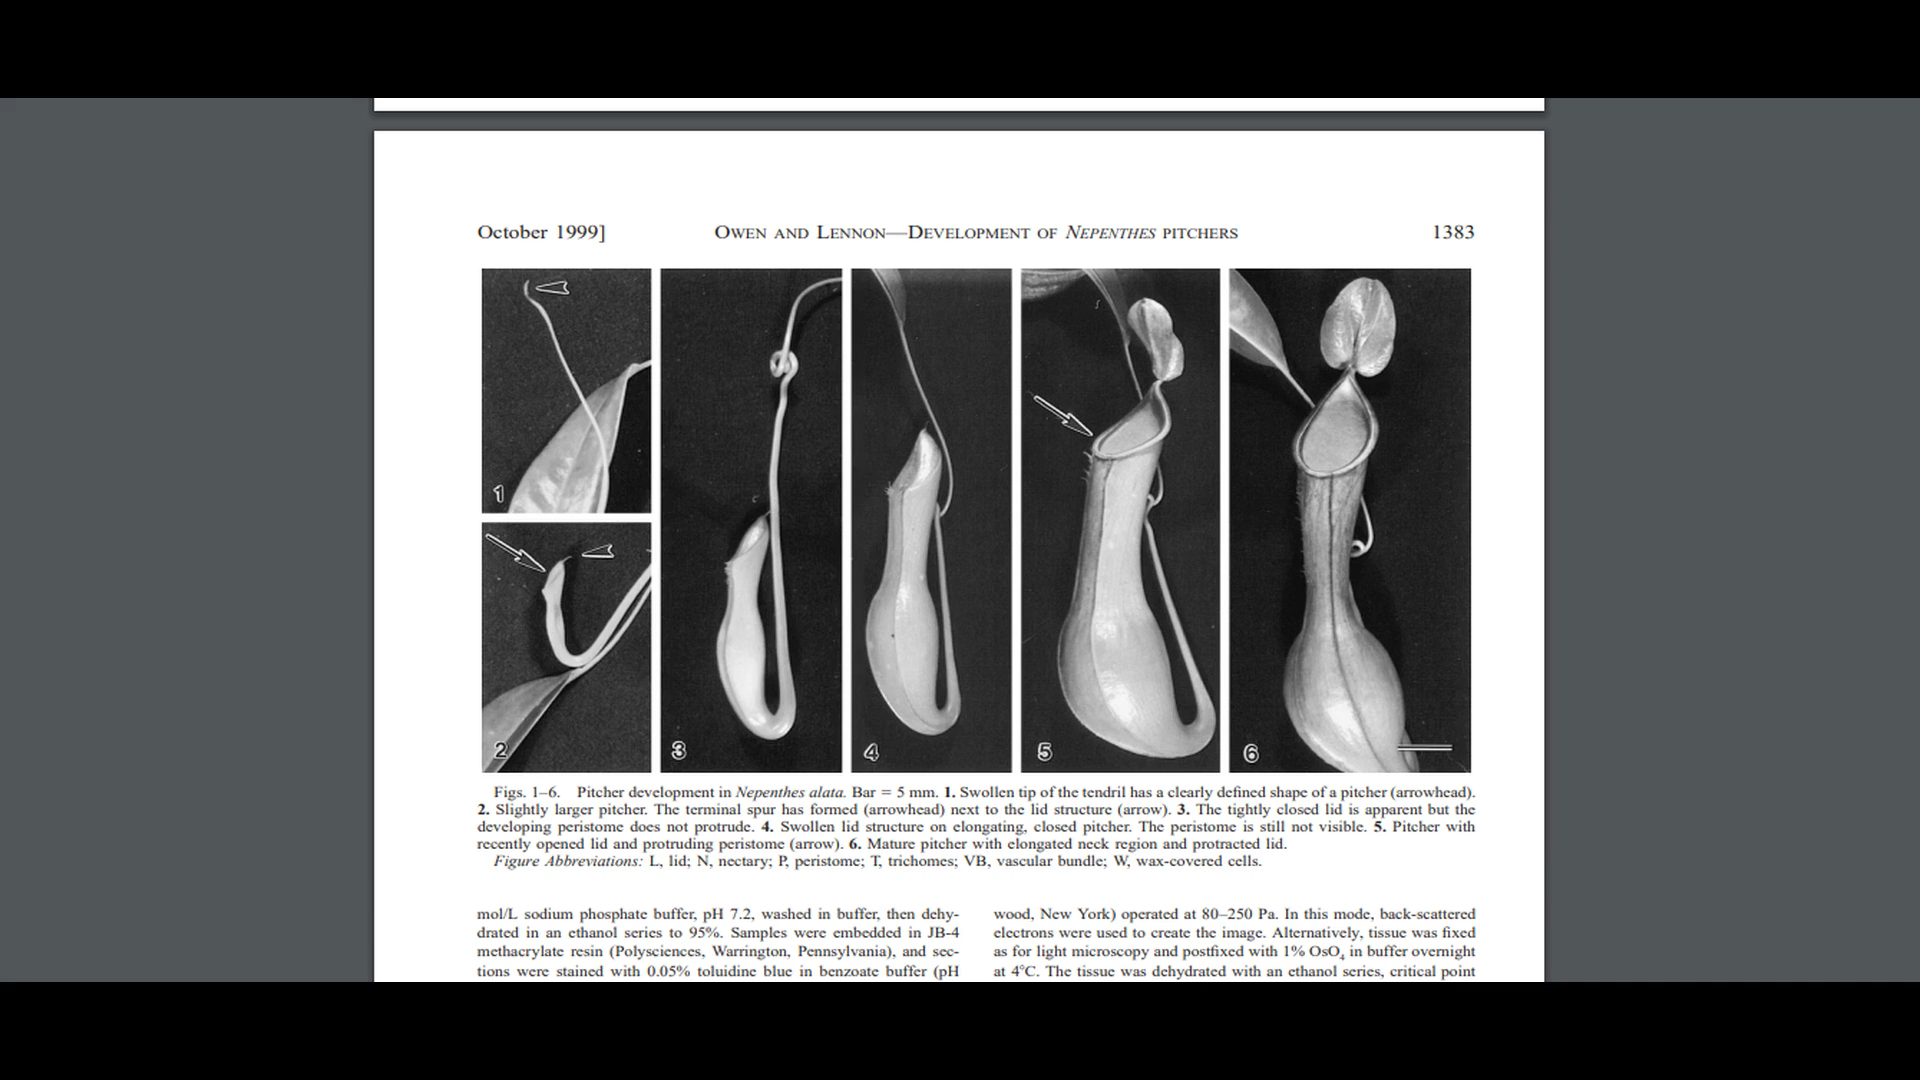 October 1999]
OWEN AND LENNON—DEVELOPMENT OF NEPENTHES PITCHERS
1383
1
2
3
4
5
6
Figs. 1–6. Pitcher development in Nepenthes alata. Bar = 5 mm. 1. Swollen tip of the tendril has a clearly defined shape of a pitcher (arrowhead).
2. Slightly larger pitcher. The terminal spur has formed (arrowhead) next to the lid structure (arrow). 3. The tightly closed lid is apparent but the
developing peristome does not protrude. 4. Swollen lid structure on elongating, closed pitcher. The peristome is still not visible. 5. Pitcher with
recently opened lid and protruding peristome (arrow). 6. Mature pitcher with elongated neck region and protracted lid.
Figure Abbreviations: L, lid; N, nectary; P, peristome; T, trichomes; VB, vascular bundle; W, wax-covered cells.
mol/L sodium phosphate buffer, pH 7.2, washed in buffer, then dehy-
drated in an ethanol series to 95%. Samples were embedded in JB-4
methacrylate resin (Polysciences, Warrington, Pennsylvania), and sec-
tions were stained with 0.05% toluidine blue in benzoate buffer (pH
wood, New York) operated at 80–250 Pa. In this mode, back-scattered
electrons were used to create the image. Alternatively, tissue was fixed
as for light microscopy and postfixed with 1% OsO₄ in buffer overnight
at 4°C. The tissue was dehydrated with an ethanol series, critical point